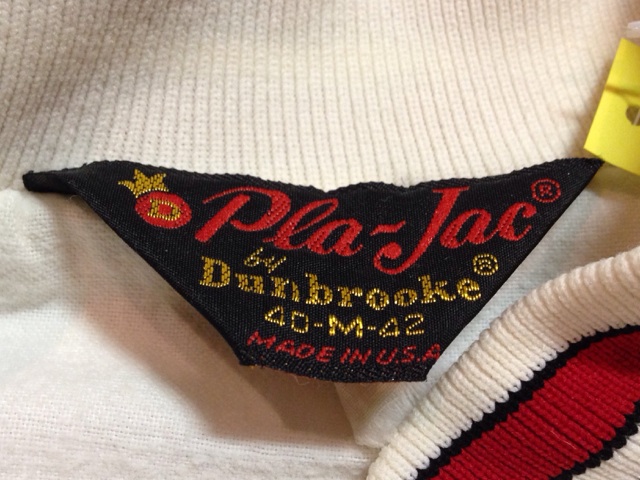 D Pla-Jac®
by
Dunbrooke®
40-M-42
MADE IN U.S.A